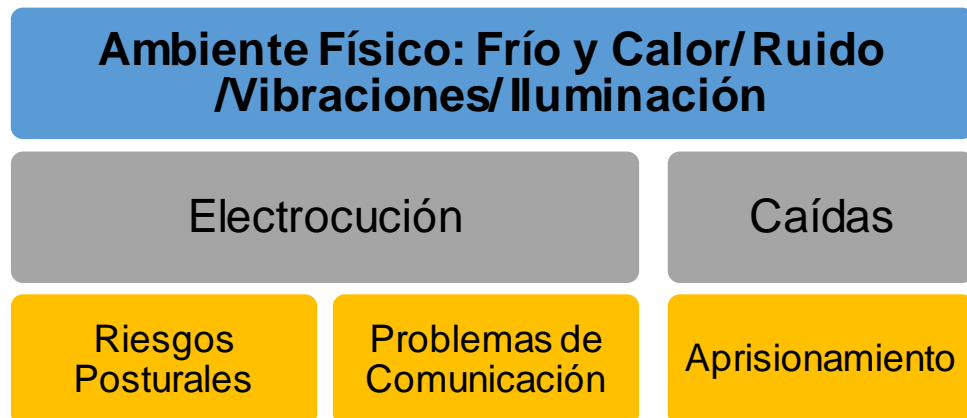 Ambiente Físico: Frío y Calor/ Ruido
/Vibraciones/ Iluminación
Electrocución
Caídas
Riesgos
Posturales
Problemas de
Comunicación
Aprisionamiento